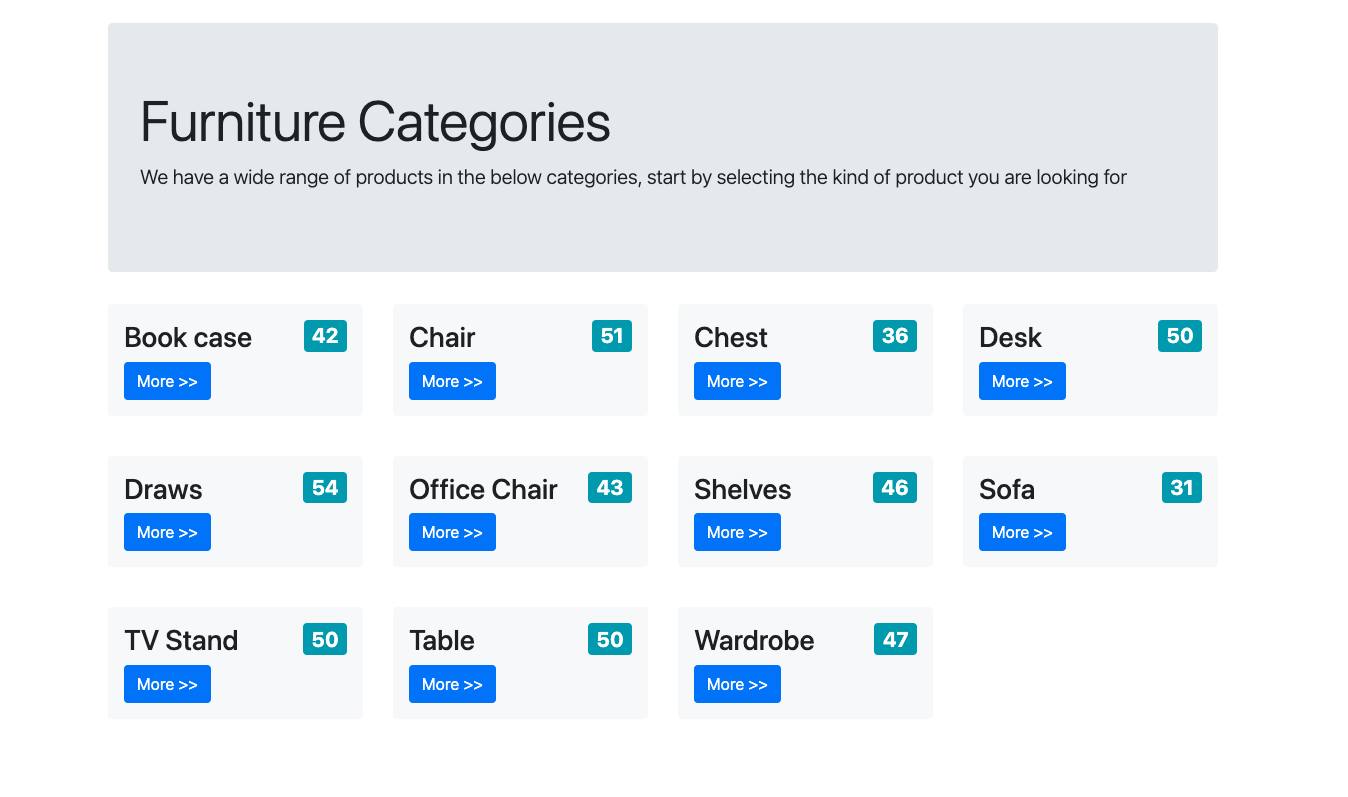 Furniture Categories
We have a wide range of products in the below categories, start by selecting the kind of product you are looking for
Book case 42
More >>
Chair 51
More >>
Chest 36
More >>
Desk 50
More >>
Draws 54
More >>
Office Chair 43
More >>
Shelves 46
More >>
Sofa 31
More >>
TV Stand 50
More >>
Table 50
More >>
Wardrobe 47
More >>